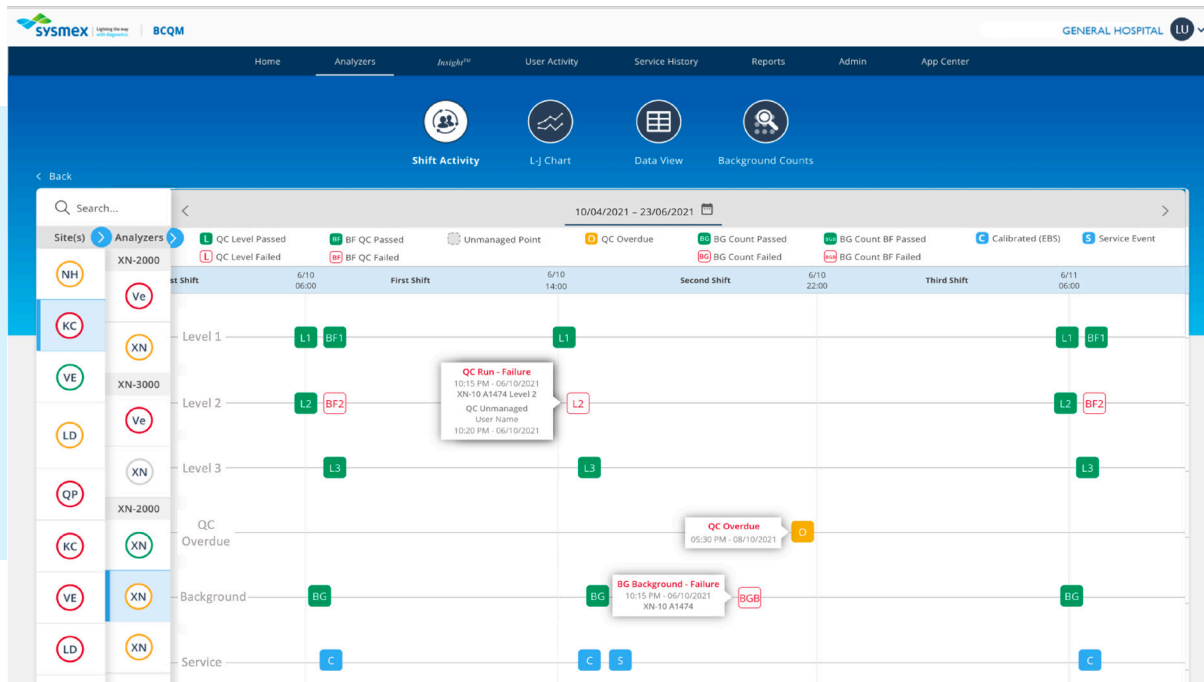 sysmex Lighting the way with diagnostics BCQM GENERAL HOSPITAL LU
Home Analyzers Insight™ User Activity Service History Reports Admin App Center
Shift Activity L-J Chart Data View Background Counts
< Back
Search... < 10/04/2021 – 23/06/2021 >
Site(s) > Analyzers > L QC Level Passed BF BF QC Passed Unmanaged Point O QC Overdue BG BG Count Passed BGB BG Count BF Passed C Calibrated (EBS) S Service Event
L QC Level Failed BF BF QC Failed BG BG Count Failed BGB BG Count BF Failed
XN-2000
st Shift 6/10 06:00 First Shift 6/10 14:00 Second Shift 6/10 22:00 Third Shift 6/11 06:00
NH
Ve
KC
XN
Level 1 L1 BF1 L1 L1 BF1
VE
XN-3000
QC Run - Failure
10:15 PM - 06/10/2021
XN-10 A1474 Level 2
QC Unmanaged
User Name
10:20 PM - 06/10/2021
Level 2 L2 BF2 L2 L2 BF2
Ve
LD
Level 3 L3 L3 L3
XN
QP
XN-2000
QC Overdue
QC Overdue
05:30 PM - 08/10/2021
O
KC
XN
BG Background - Failure
10:15 PM - 06/10/2021
XN-10 A1474
VE
XN
Background BG BG BGB BG
LD
XN
Service C C S C